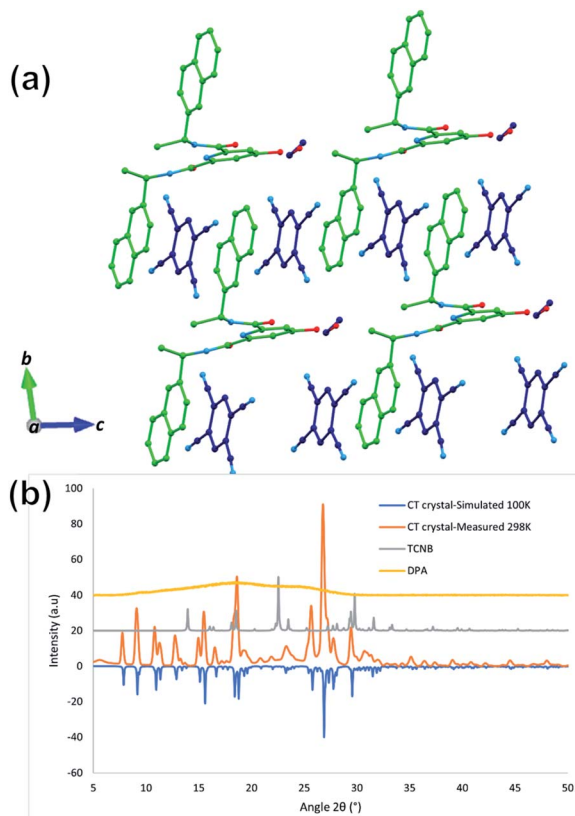 (a)
b
a
c
(b)
100
80
60
40
20
0
-20
-40
-60
Intensity (a.u)
CT crystal-Simulated 100K
CT crystal-Measured 298K
TCNB
DPA
5
10
15
20
25
30
35
40
45
50
Angle 2θ (°)